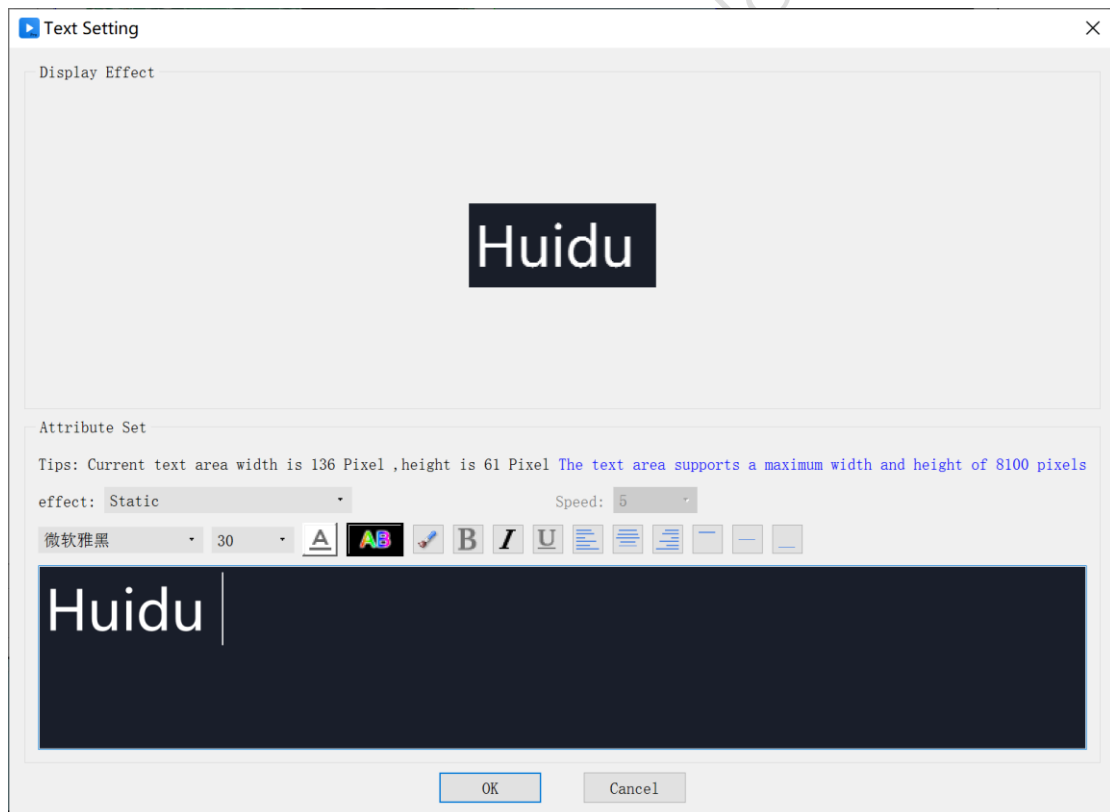 Text Setting
Display Effect
Huidu
Attribute Set
Tips: Current text area width is 136 Pixel ,height is 61 Pixel The text area supports a maximum width and height of 8100 pixels
effect: Static Speed: 5
微软雅黑 30 A AB B I U
Huidu
OK Cancel